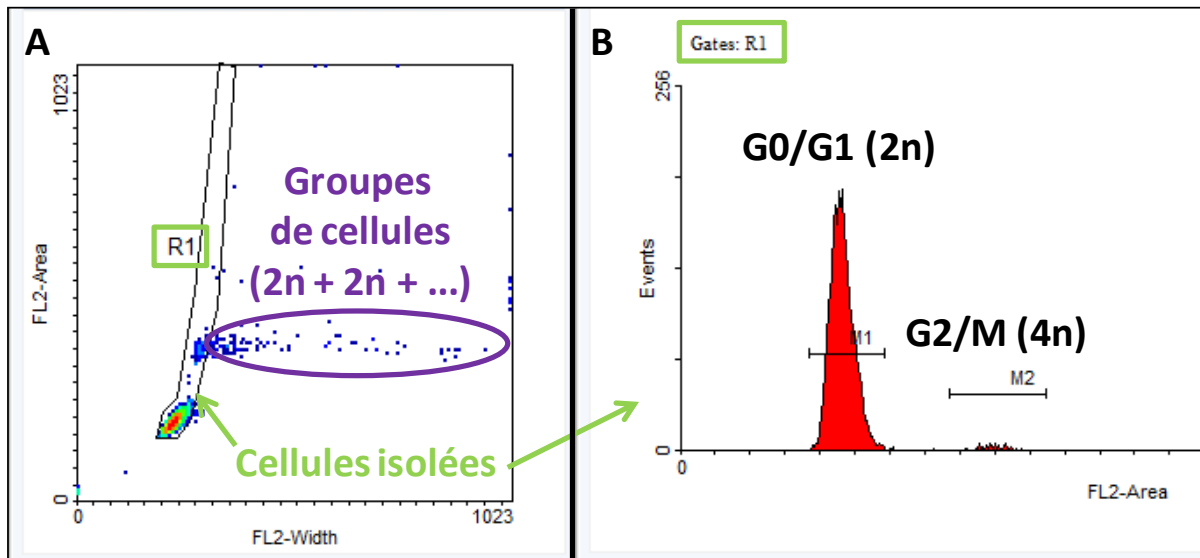 A
1023
FL2-Area
0
R1
Groupes
de cellules
(2n + 2n + ...)
Cellules isolées
0
1023
FL2-Width
B
Gates: R1
256
Events
0
G0/G1 (2n)
M1
G2/M (4n)
M2
0
FL2-Area